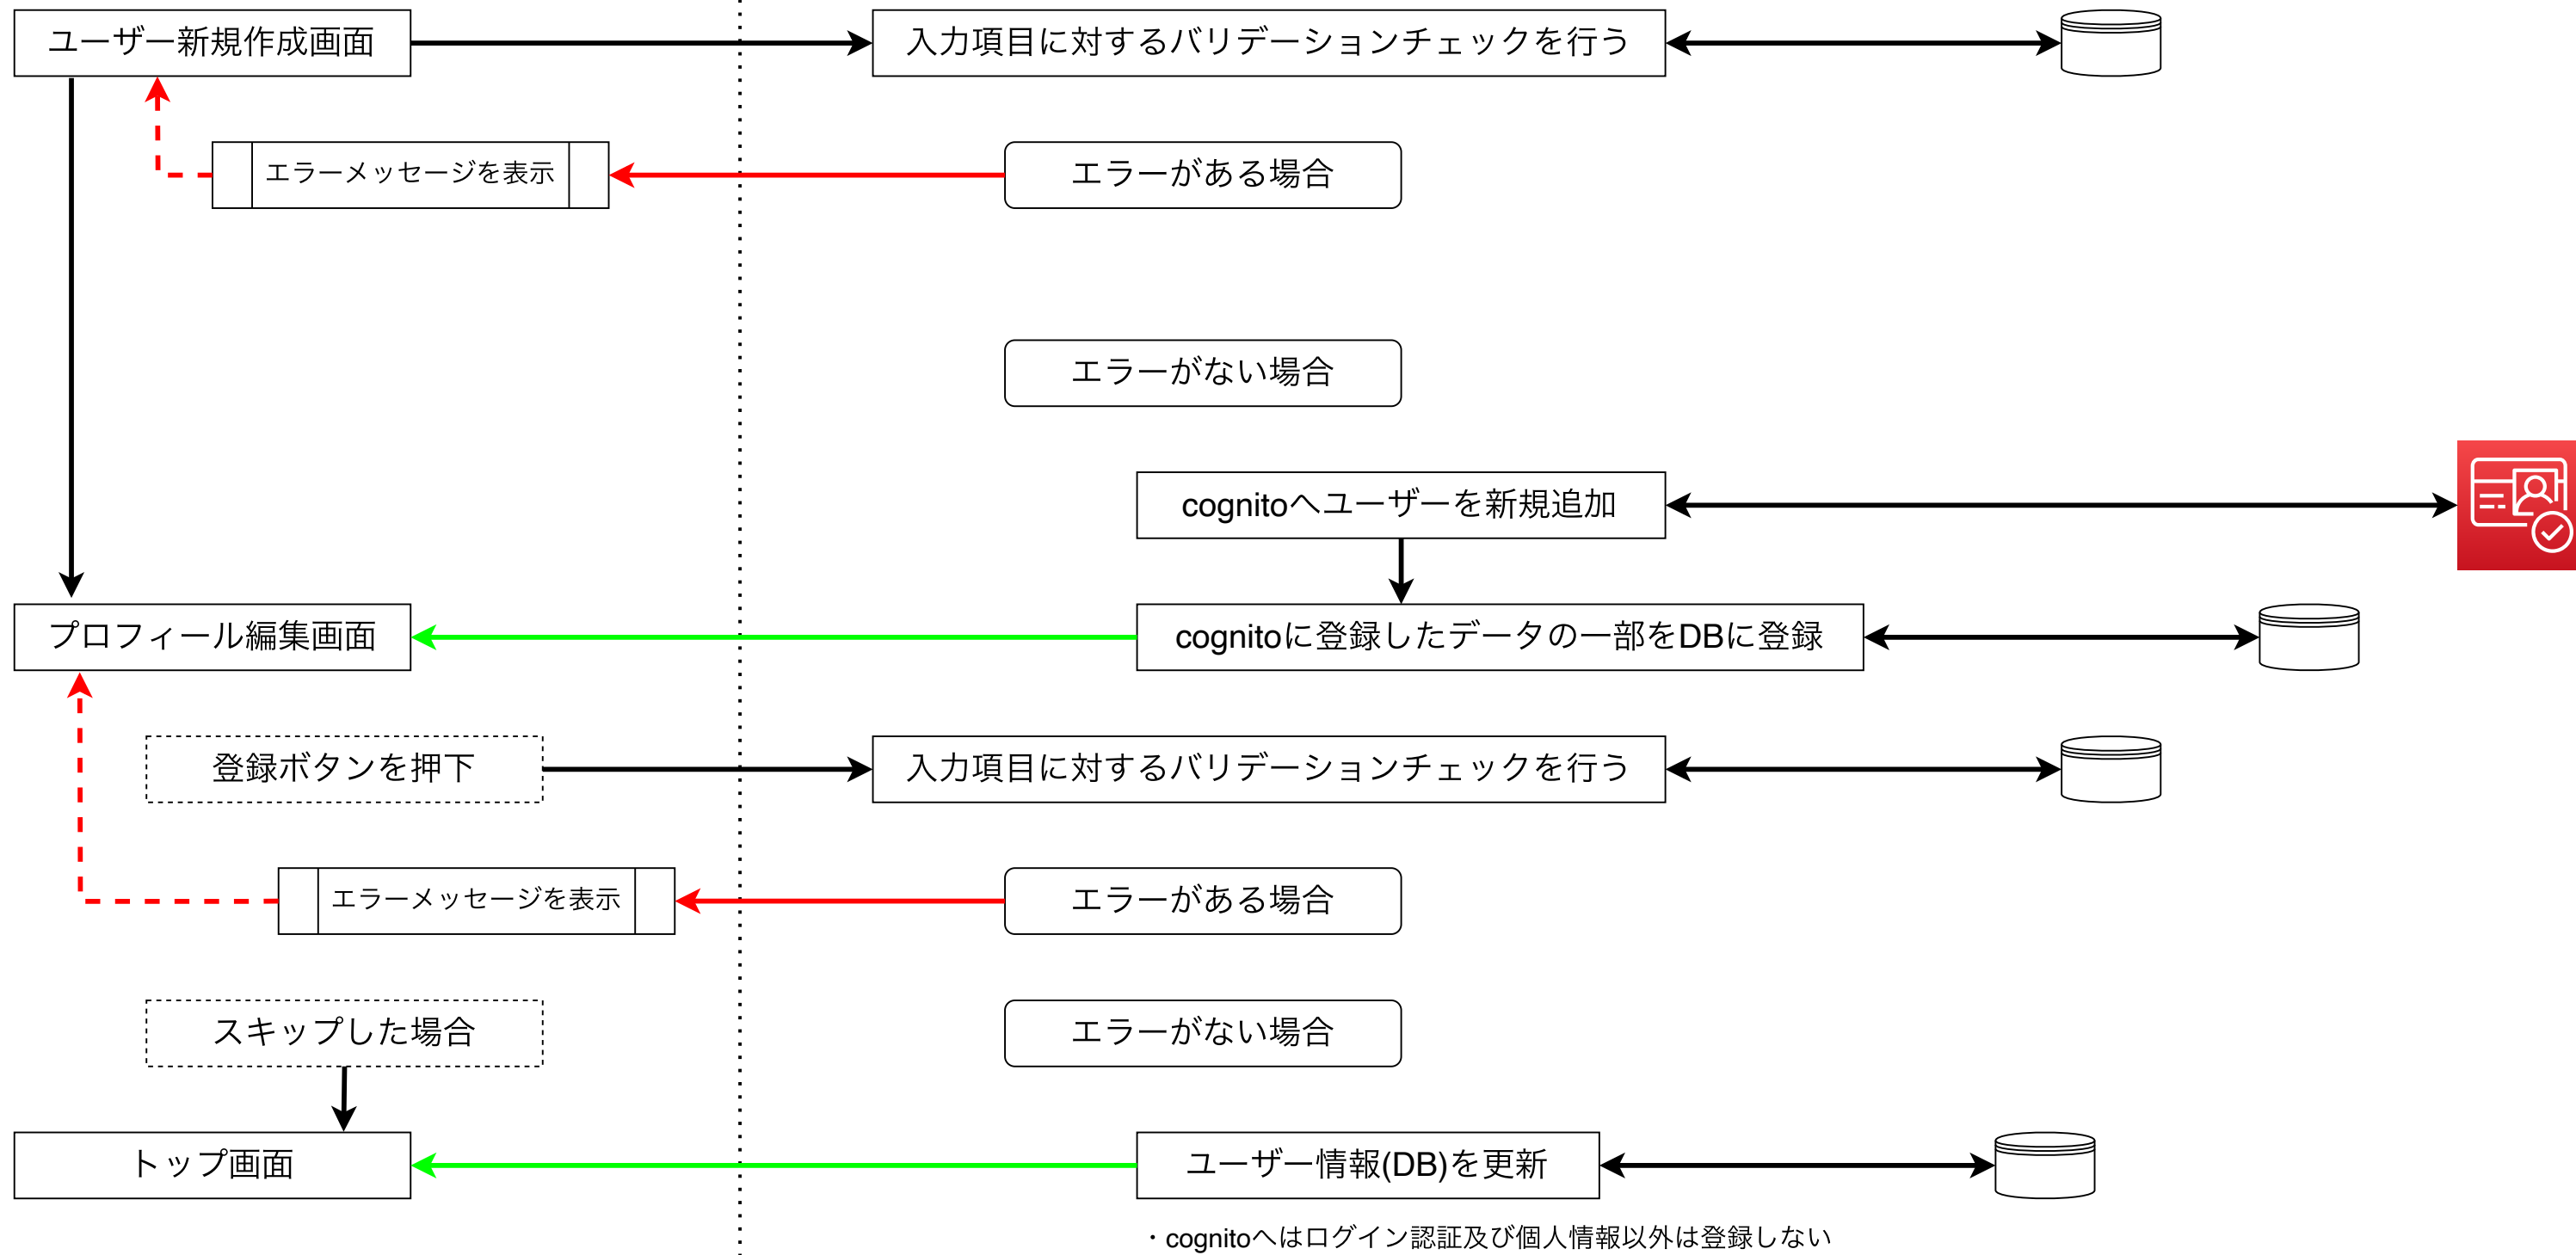 ユーザー新規作成画面
入力項目に対するバリデーションチェックを行う
エラーメッセージを表示
エラーがある場合
エラーがない場合
cognitoへユーザーを新規追加
プロフィール編集画面
cognitoに登録したデータの一部をDBに登録
登録ボタンを押下
入力項目に対するバリデーションチェックを行う
エラーメッセージを表示
エラーがある場合
スキップした場合
エラーがない場合
トップ画面
ユーザー情報(DB)を更新
・cognitoへはログイン認証及び個人情報以外は登録しない